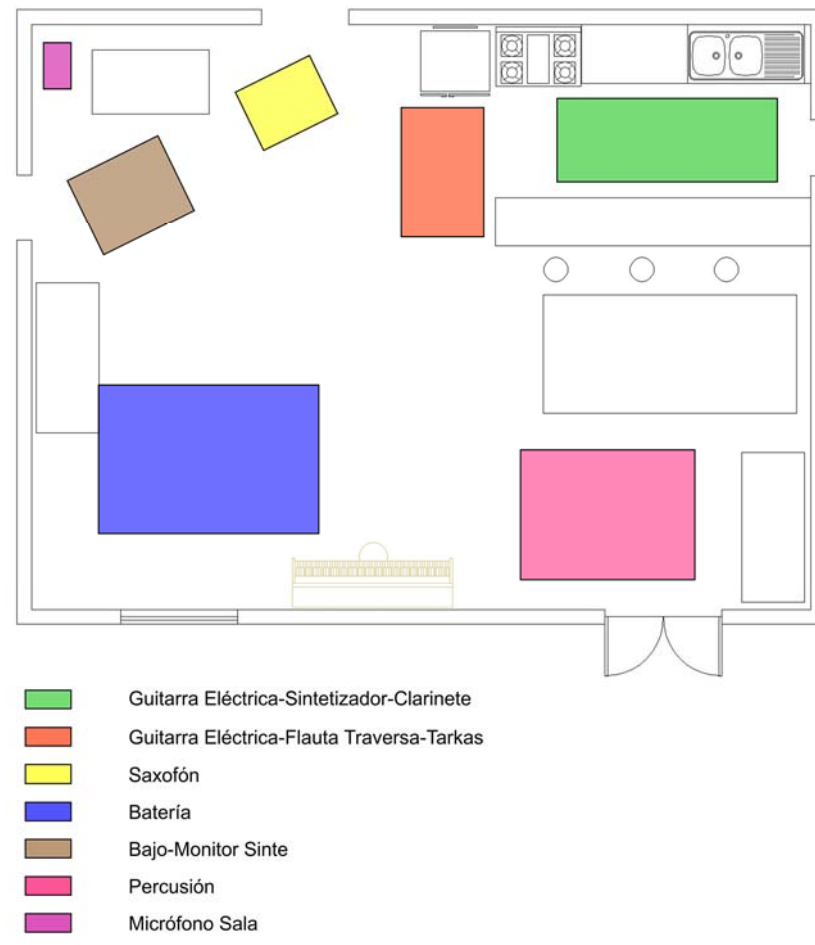 Guitarra Eléctrica-Sintetizador-Clarinete
Guitarra Eléctrica-Flauta Traversa-Tarkas
Saxofón
Batería
Bajo-Monitor Sinte
Percusión
Micrófono Sala